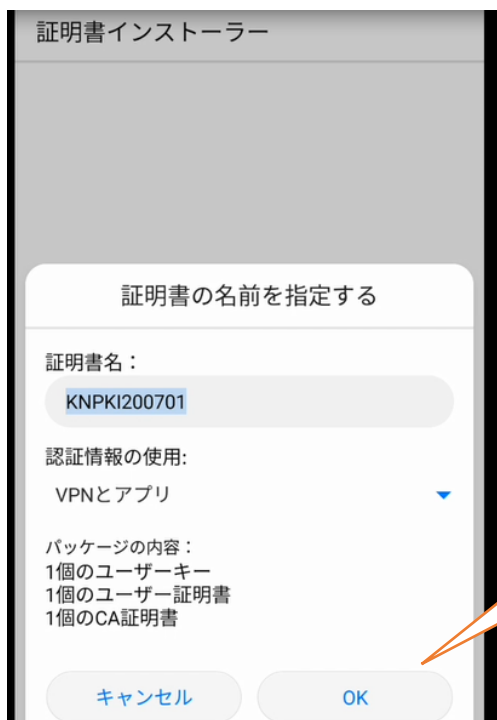 証明書インストーラー
証明書の名前を指定する
証明書名：
KNPKI200701
認証情報の使用:
VPNとアプリ
パッケージの内容：
1個のユーザーキー
1個のユーザー証明書
1個のCA証明書
キャンセル OK